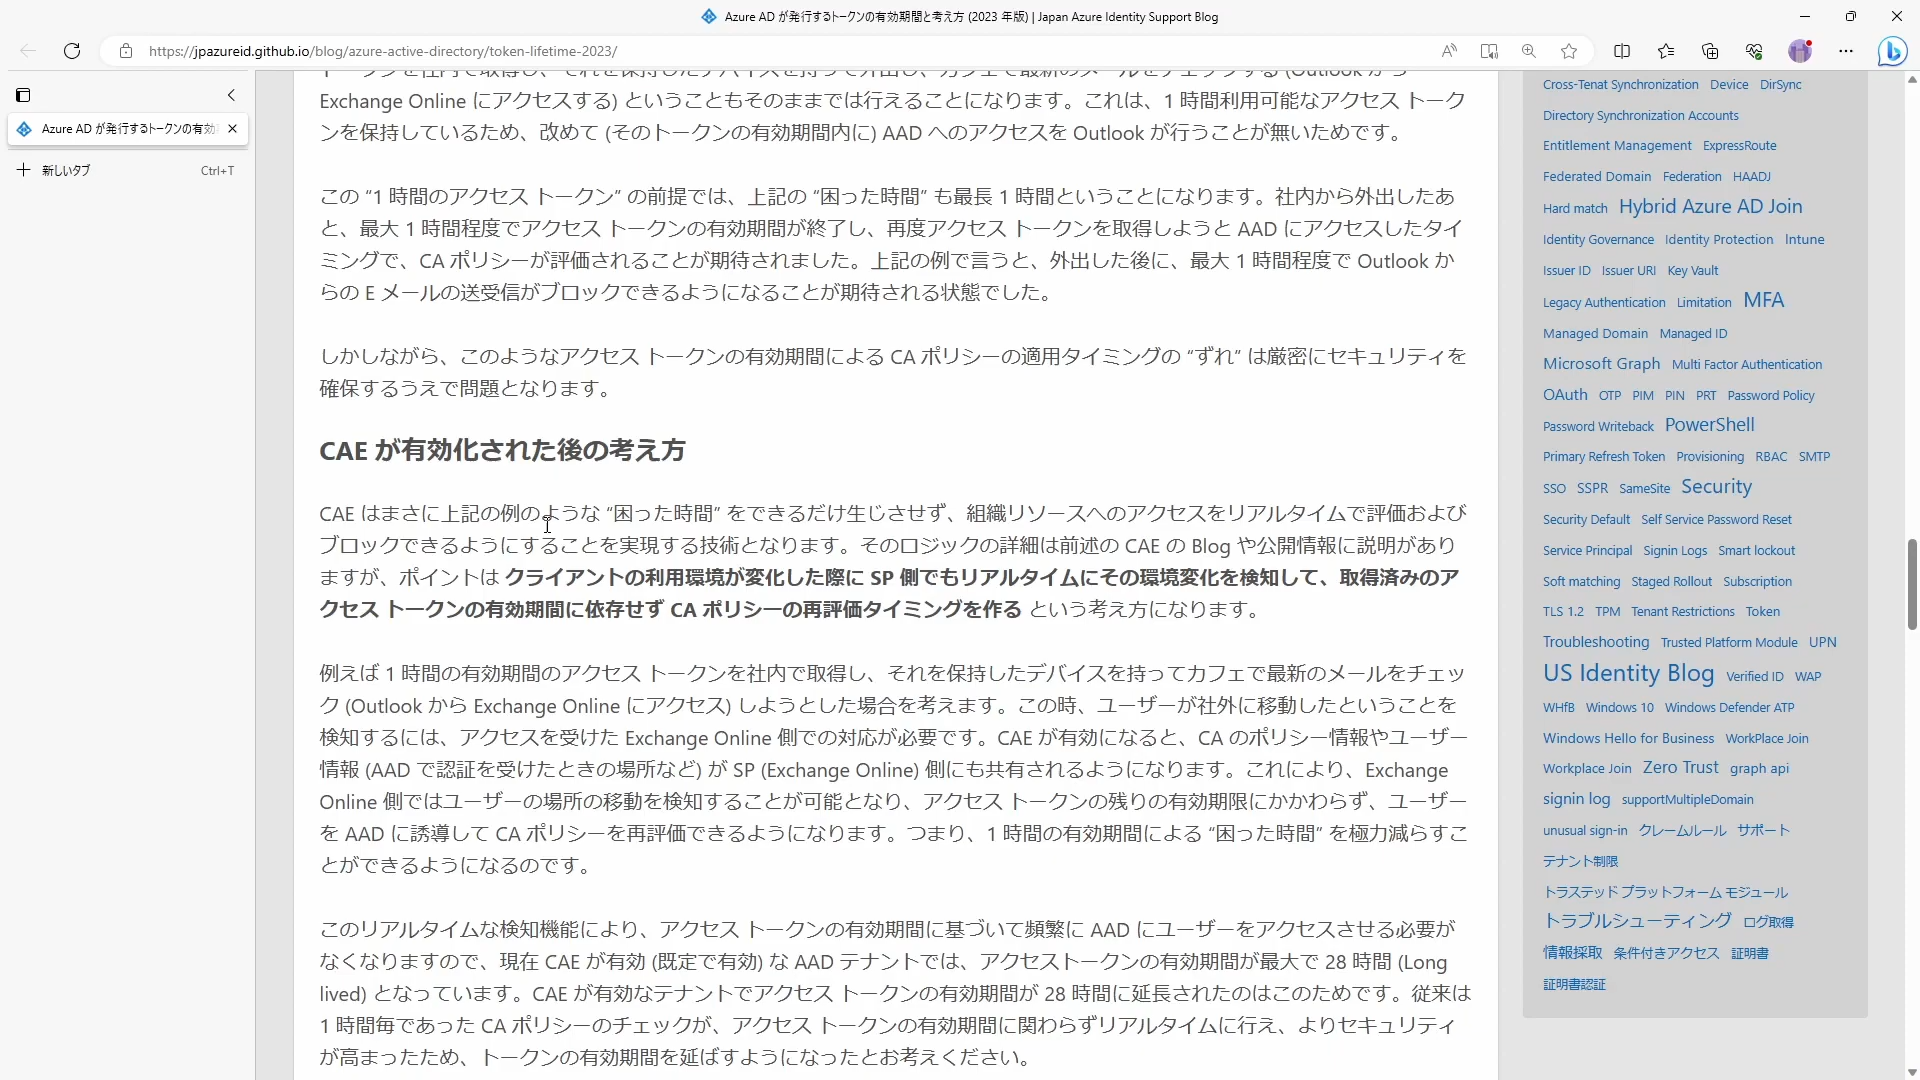 Azure AD が発行するトークンの有効期間と考え方 (2023 年版) | Japan Azure Identity Support Blog
https://jpazureid.github.io/blog/azure-active-directory/token-lifetime-2023/
Azure AD が発行するトークンの有効
新しいタブ Ctrl+T
トークンを社内で取得し、それを保持したデバイスを持って外出し、カフェで最新のメールをチェックする (Outlook から
Exchange Online にアクセスする) ということもそのままでは行えることになります。これは、1 時間利用可能なアクセス トーク
ンを保持しているため、改めて (そのトークンの有効期間内に) AAD へのアクセスを Outlook が行うことが無いためです。
この “1 時間のアクセス トークン” の前提では、上記の “困った時間” も最長 1 時間ということになります。社内から外出したあ
と、最大 1 時間程度でアクセス トークンの有効期間が終了し、再度アクセス トークンを取得しようと AAD にアクセスしたタイ
ミングで、CA ポリシーが評価されることが期待されました。上記の例で言うと、外出した後に、最大 1 時間程度で Outlook か
らの E メールの送受信がブロックできるようになることが期待される状態でした。
しかしながら、このようなアクセス トークンの有効期間による CA ポリシーの適用タイミングの “ずれ” は厳密にセキュリティを
確保するうえで問題となります。
CAE が有効化された後の考え方
CAE はまさに上記の例のような “困った時間” をできるだけ生じさせず、組織リソースへのアクセスをリアルタイムで評価および
ブロックできるようにすることを実現する技術となります。そのロジックの詳細は前述の CAE の Blog や公開情報に説明があり
ますが、ポイントは クライアントの利用環境が変化した際に SP 側でもリアルタイムにその環境変化を検知して、取得済みのア
クセス トークンの有効期間に依存せず CA ポリシーの再評価タイミングを作る という考え方になります。
例えば 1 時間の有効期間のアクセス トークンを社内で取得し、それを保持したデバイスを持ってカフェで最新のメールをチェッ
ク (Outlook から Exchange Online にアクセス) しようとした場合を考えます。この時、ユーザーが社外に移動したということを
検知するには、アクセスを受けた Exchange Online 側での対応が必要です。CAE が有効になると、CA のポリシー情報やユーザー
情報 (AAD で認証を受けたときの場所など) が SP (Exchange Online) 側にも共有されるようになります。これにより、Exchange
Online 側ではユーザーの場所の移動を検知することが可能となり、アクセス トークンの残りの有効期限にかかわらず、ユーザー
を AAD に誘導して CA ポリシーを再評価できるようになります。つまり、1 時間の有効期間による “困った時間” を極力減らすこ
とができるようになるのです。
このリアルタイムな検知機能により、アクセス トークンの有効期間に基づいて頻繁に AAD にユーザーをアクセスさせる必要が
なくなりますので、現在 CAE が有効 (既定で有効) な AAD テナントでは、アクセストークンの有効期間が最大で 28 時間 (Long
lived) となっています。CAE が有効なテナントでアクセス トークンの有効期間が 28 時間に延長されたのはこのためです。従来は
1 時間毎であった CA ポリシーのチェックが、アクセス トークンの有効期間に関わらずリアルタイムに行え、よりセキュリティ
が高まったため、トークンの有効期間を延ばすようになったとお考えください。
Cross-Tenat Synchronization Device DirSync
Directory Synchronization Accounts
Entitlement Management ExpressRoute
Federated Domain Federation HAADJ
Hard match Hybrid Azure AD Join
Identity Governance Identity Protection Intune
Issuer ID Issuer URI Key Vault
Legacy Authentication Limitation MFA
Managed Domain Managed ID
Microsoft Graph Multi Factor Authentication
OAuth OTP PIM PIN PRT Password Policy
Password Writeback PowerShell
Primary Refresh Token Provisioning RBAC SMTP
SSO SSPR SameSite Security
Security Default Self Service Password Reset
Service Principal Signin Logs Smart lockout
Soft matching Staged Rollout Subscription
TLS 1.2 TPM Tenant Restrictions Token
Troubleshooting Trusted Platform Module UPN
US Identity Blog Verified ID WAP
WHfB Windows 10 Windows Defender ATP
Windows Hello for Business WorkPlace Join
Workplace Join Zero Trust graph api
signin log supportMultipleDomain
unusual sign-in クレームルール サポート
テナント制限
トラステッド プラットフォーム モジュール
トラブルシューティング ログ取得
情報採取 条件付きアクセス 証明書
証明書認証